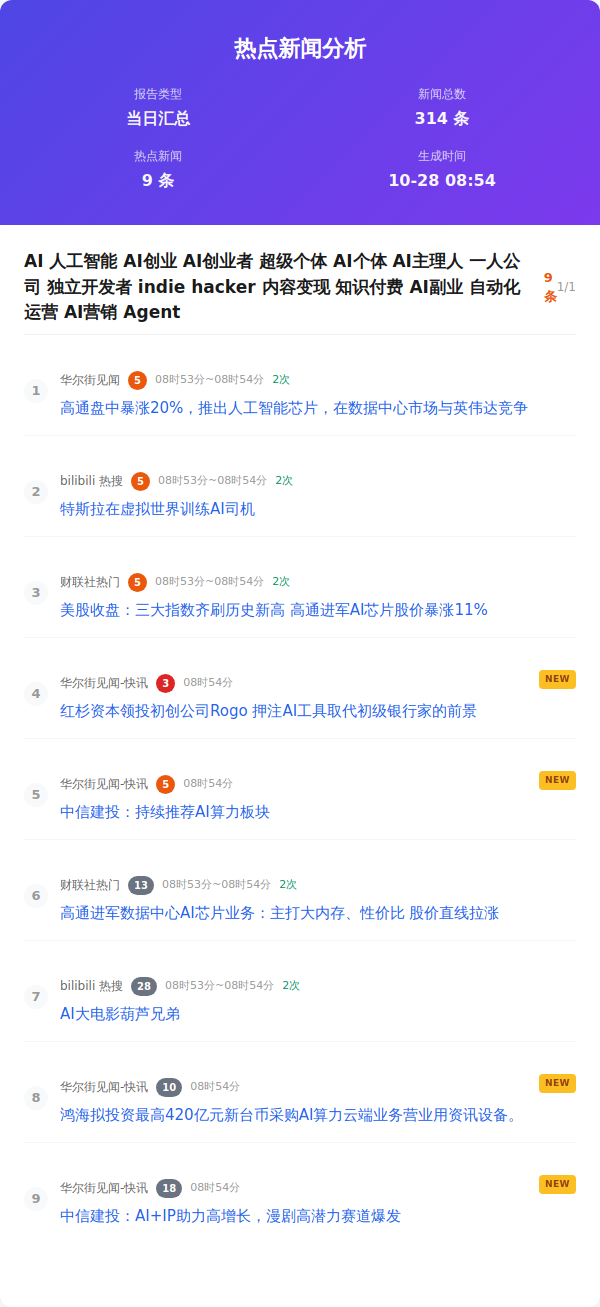 热点新闻分析
报告类型
当日汇总
新闻总数
314 条
热点新闻
9 条
生成时间
10-28 08:54
AI 人工智能 AI创业 AI创业者 超级个体 AI个体 AI主理人 一人公
司 独立开发者 indie hacker 内容变现 知识付费 AI副业 自动化
运营 AI营销 Agent
9
条
1/1
1
华尔街见闻 5 08时53分~08时54分 2次
高通盘中暴涨20%，推出人工智能芯片，在数据中心市场与英伟达竞争
2
bilibili 热搜 5 08时53分~08时54分 2次
特斯拉在虚拟世界训练AI司机
3
财联社热门 5 08时53分~08时54分 2次
美股收盘：三大指数齐刷历史新高 高通进军AI芯片股价暴涨11%
4
华尔街见闻-快讯 3 08时54分 NEW
红杉资本领投初创公司Rogo 押注AI工具取代初级银行家的前景
5
华尔街见闻-快讯 5 08时54分 NEW
中信建投：持续推荐AI算力板块
6
财联社热门 13 08时53分~08时54分 2次
高通进军数据中心AI芯片业务：主打大内存、性价比 股价直线拉涨
7
bilibili 热搜 28 08时53分~08时54分 2次
AI大电影葫芦兄弟
8
华尔街见闻-快讯 10 08时54分 NEW
鸿海拟投资最高420亿元新台币采购AI算力云端业务营业用资讯设备。
9
华尔街见闻-快讯 18 08时54分 NEW
中信建投：AI+IP助力高增长，漫剧高潜力赛道爆发